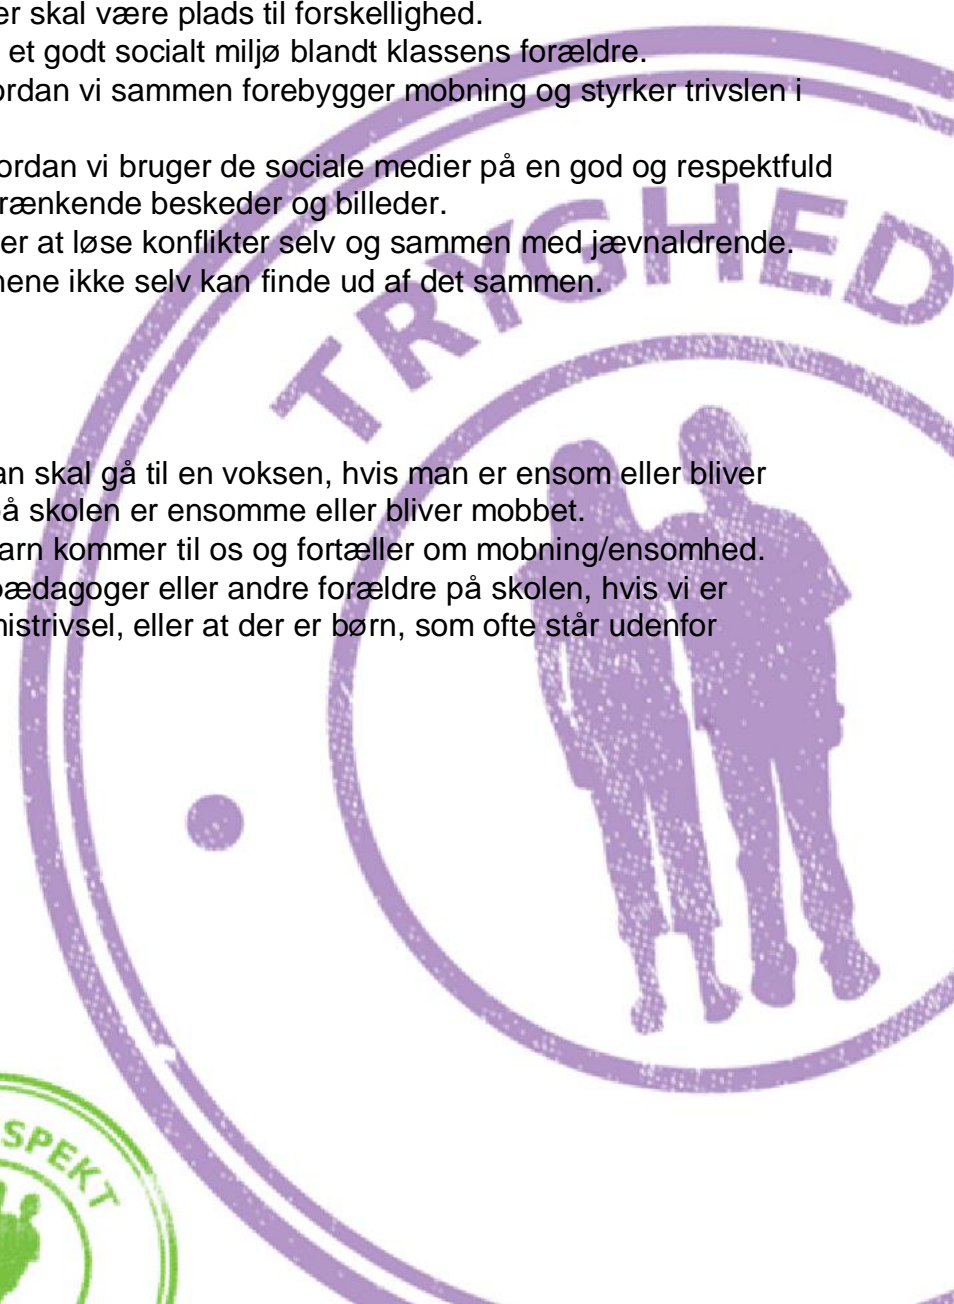 er skal være plads til forskellighed.
et godt socialt miljø blandt klassens forældre.
ordan vi sammen forebygger mobning og styrker trivslen i
ordan vi bruger de sociale medier på en god og respektfuld
rænkende beskeder og billeder.
er at løse konflikter selv og sammen med jævnaldrende.
nene ikke selv kan finde ud af det sammen.
TRYGHED
an skal gå til en voksen, hvis man er ensom eller bliver
på skolen er ensomme eller bliver mobbet.
arn kommer til os og fortæller om mobning/ensomhed.
pædagoger eller andre forældre på skolen, hvis vi er
mistrivsel, eller at der er børn, som ofte står udenfor
SPEKT